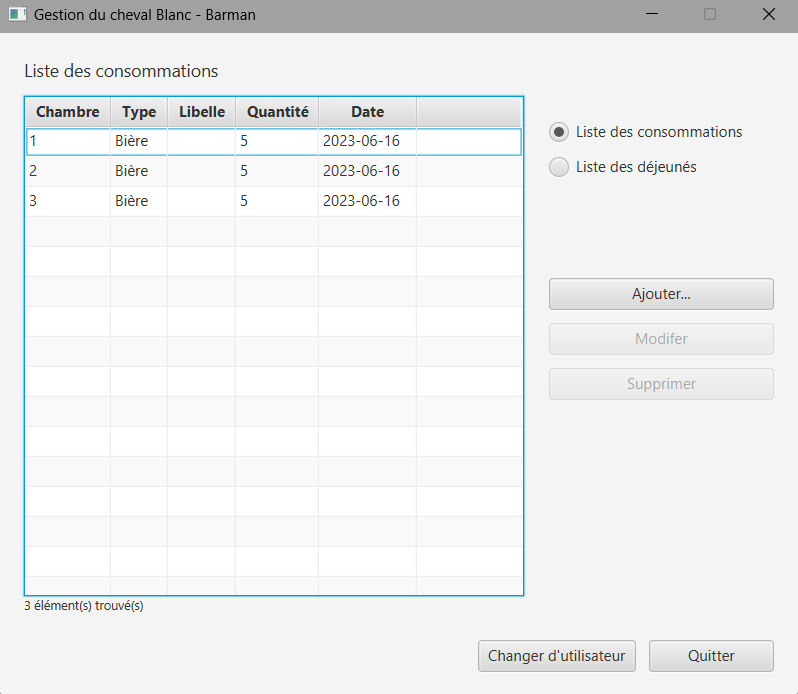 Gestion du cheval Blanc - Barman
Liste des consommations
Chambre Type Libelle Quantité Date
1 Bière 5 2023-06-16
2 Bière 5 2023-06-16
3 Bière 5 2023-06-16
3 élément(s) trouvé(s)
Liste des consommations
Liste des déjeunés
Ajouter...
Modifer
Supprimer
Changer d'utilisateur
Quitter